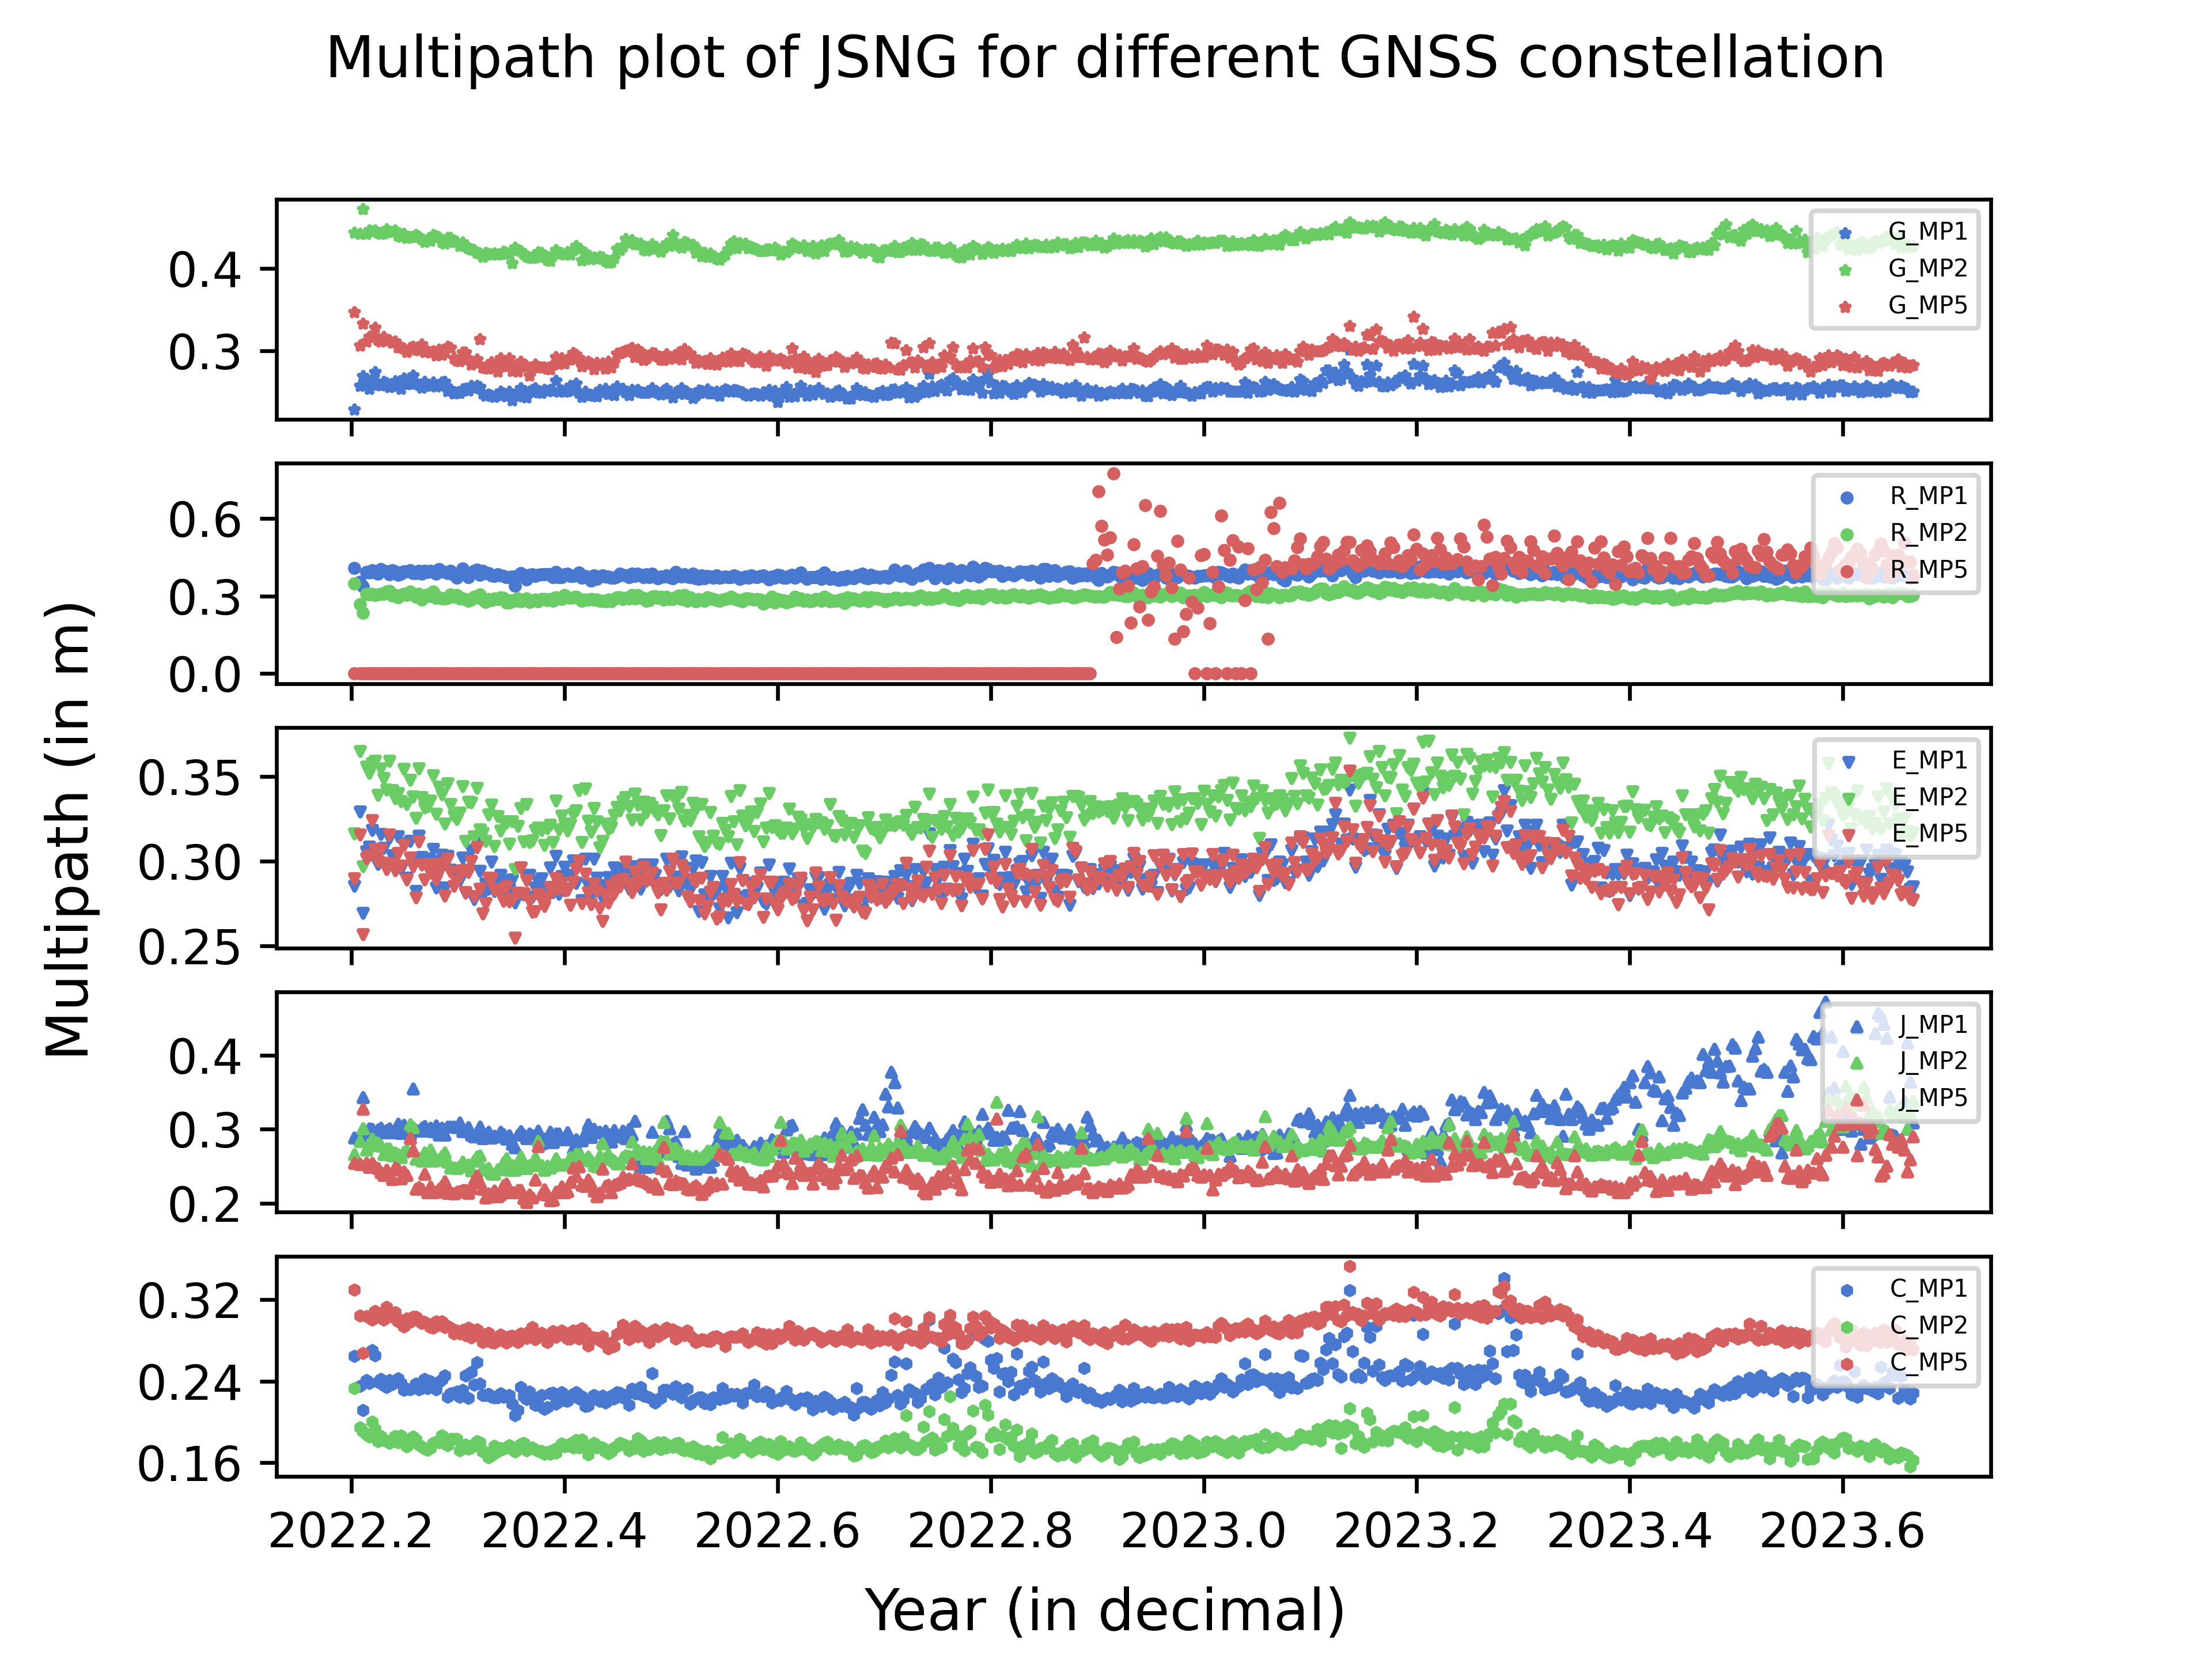 Multipath plot of JSNG for different GNSS constellation
0.4
0.3
G_MP1
G_MP2
G_MP5
0.6
0.3
0.0
R_MP1
R_MP2
R_MP5
0.35
0.30
0.25
E_MP1
E_MP2
E_MP5
0.4
0.3
0.2
J_MP1
J_MP2
J_MP5
0.32
0.24
0.16
C_MP1
C_MP2
C_MP5
Multipath (in m)
2022.2 2022.4 2022.6 2022.8 2023.0 2023.2 2023.4 2023.6
Year (in decimal)